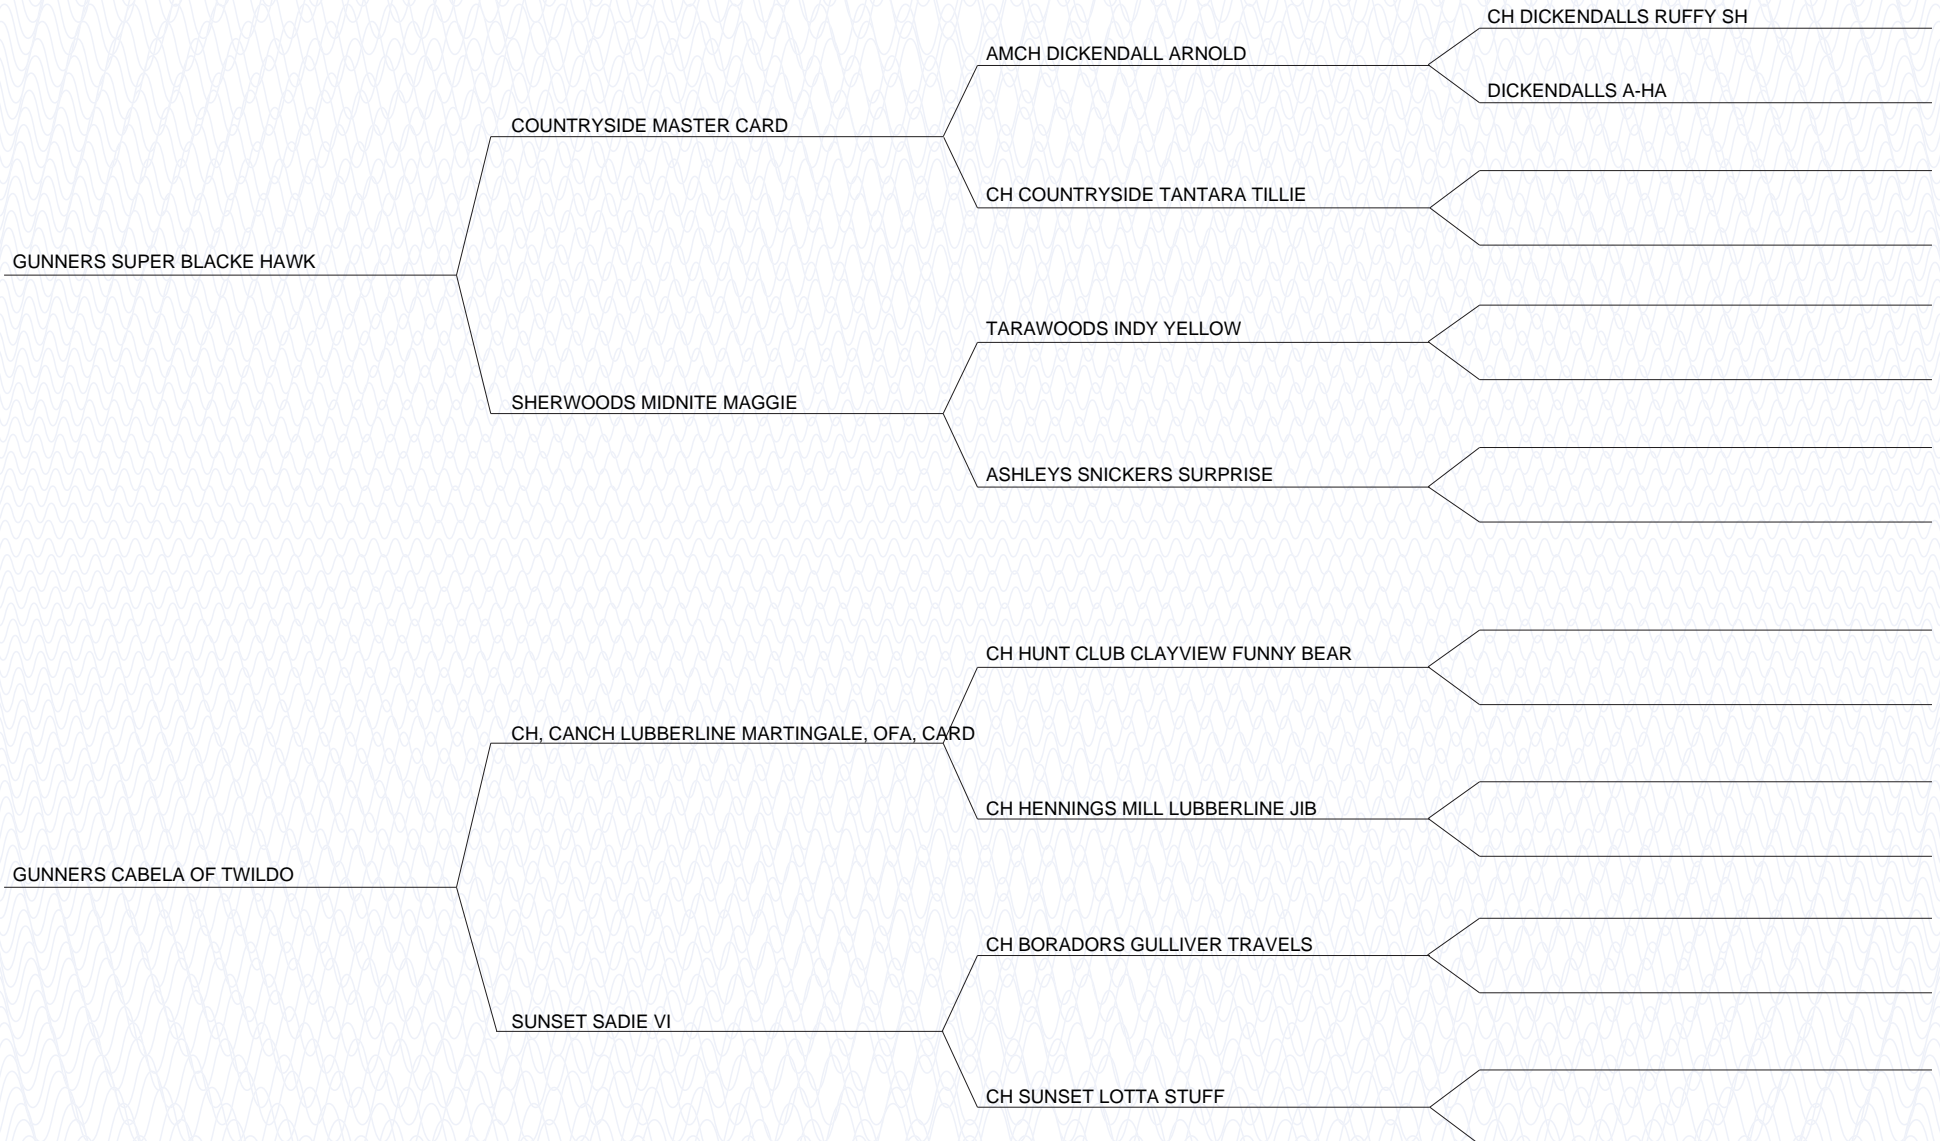 CH DICKENDALLS RUFFY SH
AMCH DICKENDALL ARNOLD
DICKENDALLS A-HA
COUNTRYSIDE MASTER CARD
CH COUNTRYSIDE TANTARA TILLIE
GUNNERS SUPER BLACKE HAWK
TARAWOODS INDY YELLOW
SHERWOODS MIDNITE MAGGIE
ASHLEYS SNICKERS SURPRISE
CH HUNT CLUB CLAYVIEW FUNNY BEAR
CH, CANCH LUBBERLINE MARTINGALE, OFA, CARD
CH HENNINGS MILL LUBBERLINE JIB
GUNNERS CABELA OF TWILDO
CH BORADORS GULLIVER TRAVELS
SUNSET SADIE VI
CH SUNSET LOTTA STUFF